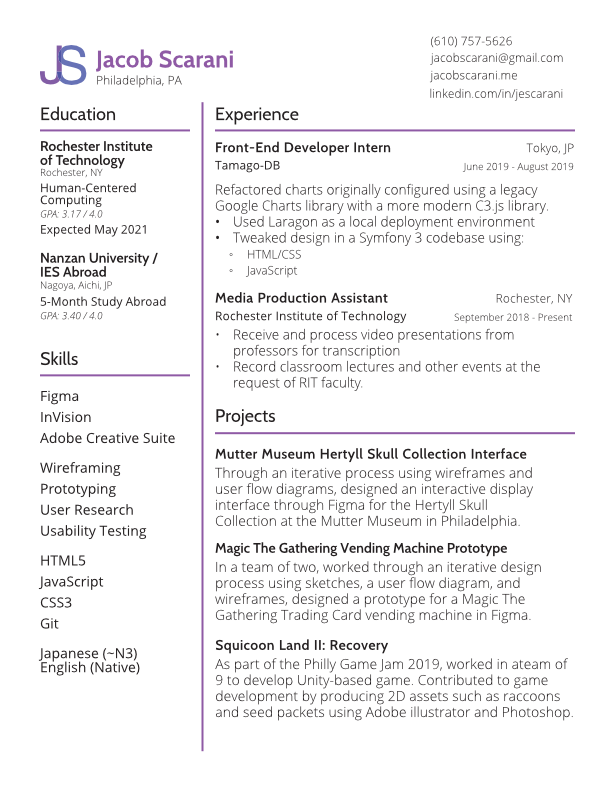 JS
Jacob Scarani
Philadelphia, PA
(610) 757-5626
jacobscarani@gmail.com
jacobscarani.me
linkedin.com/in/jescarani
Education
Rochester Institute
of Technology
Rochester, NY
Human-Centered
Computing
GPA: 3.17 / 4.0
Expected May 2021
Nanzan University /
IES Abroad
Nagoya, Aichi, JP
5-Month Study Abroad
GPA: 3.40 / 4.0
Skills
Figma
InVision
Adobe Creative Suite
Wireframing
Prototyping
User Research
Usability Testing
HTML5
JavaScript
CSS3
Git
Japanese (~N3)
English (Native)
Experience
Front-End Developer Intern Tokyo, JP
Tamago-DB June 2019 - August 2019
Refactored charts originally configured using a legacy
Google Charts library with a more modern C3.js library.
• Used Laragon as a local deployment environment
• Tweaked design in a Symfony 3 codebase using:
◦ HTML/CSS
◦ JavaScript
Media Production Assistant Rochester, NY
Rochester Institute of Technology September 2018 - Present
• Receive and process video presentations from
professors for transcription
• Record classroom lectures and other events at the
request of RIT faculty.
Projects
Mutter Museum Hertyll Skull Collection Interface
Through an iterative process using wireframes and
user flow diagrams, designed an interactive display
interface through Figma for the Hertyll Skull
Collection at the Mutter Museum in Philadelphia.
Magic The Gathering Vending Machine Prototype
In a team of two, worked through an iterative design
process using sketches, a user flow diagram, and
wireframes, designed a prototype for a Magic The
Gathering Trading Card vending machine in Figma.
Squicoon Land II: Recovery
As part of the Philly Game Jam 2019, worked in ateam of
9 to develop Unity-based game. Contributed to game
development by producing 2D assets such as raccoons
and seed packets using Adobe illustrator and Photoshop.